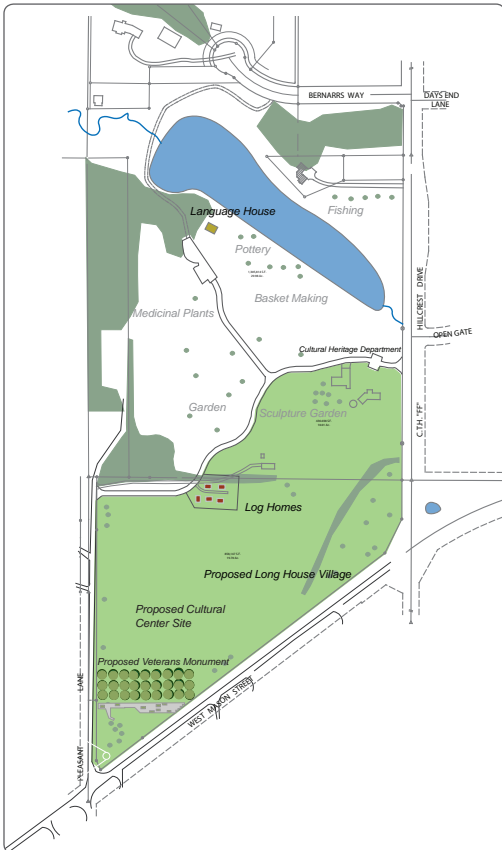 BERNARRS WAY
DAYS END
LANE
Fishing
Language House
Pottery
Basket Making
Medicinal Plants
HILLCREST DRIVE
OPEN GATE
Cultural Heritage Department
C.T.H. "FF"
Garden
Sculpture Garden
Log Homes
Proposed Long House Village
Proposed Cultural
Center Site
Proposed Veterans Monument
PLEASANT LANE
WEST MASON STREET